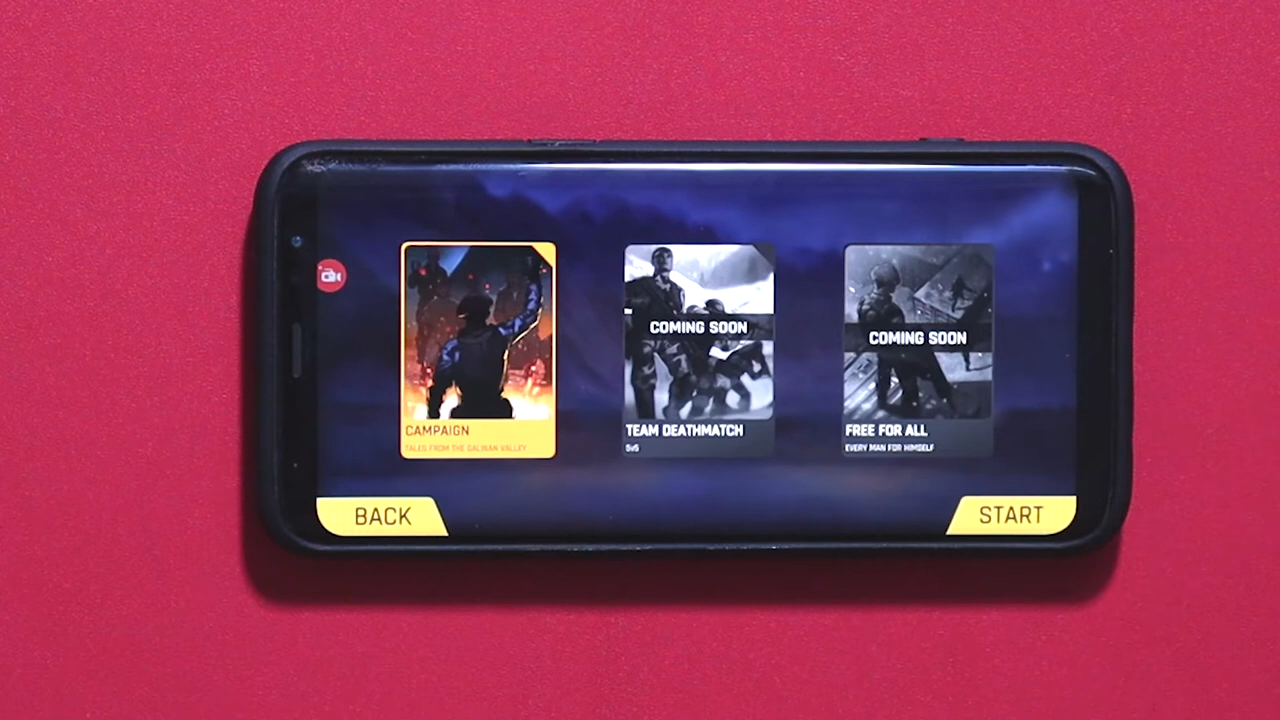 COMING SOON
COMING SOON
CAMPAIGN
TALES FROM THE GALWAN VALLEY
TEAM DEATHMATCH
5v5
FREE FOR ALL
EVERY MAN FOR HIMSELF
BACK
START